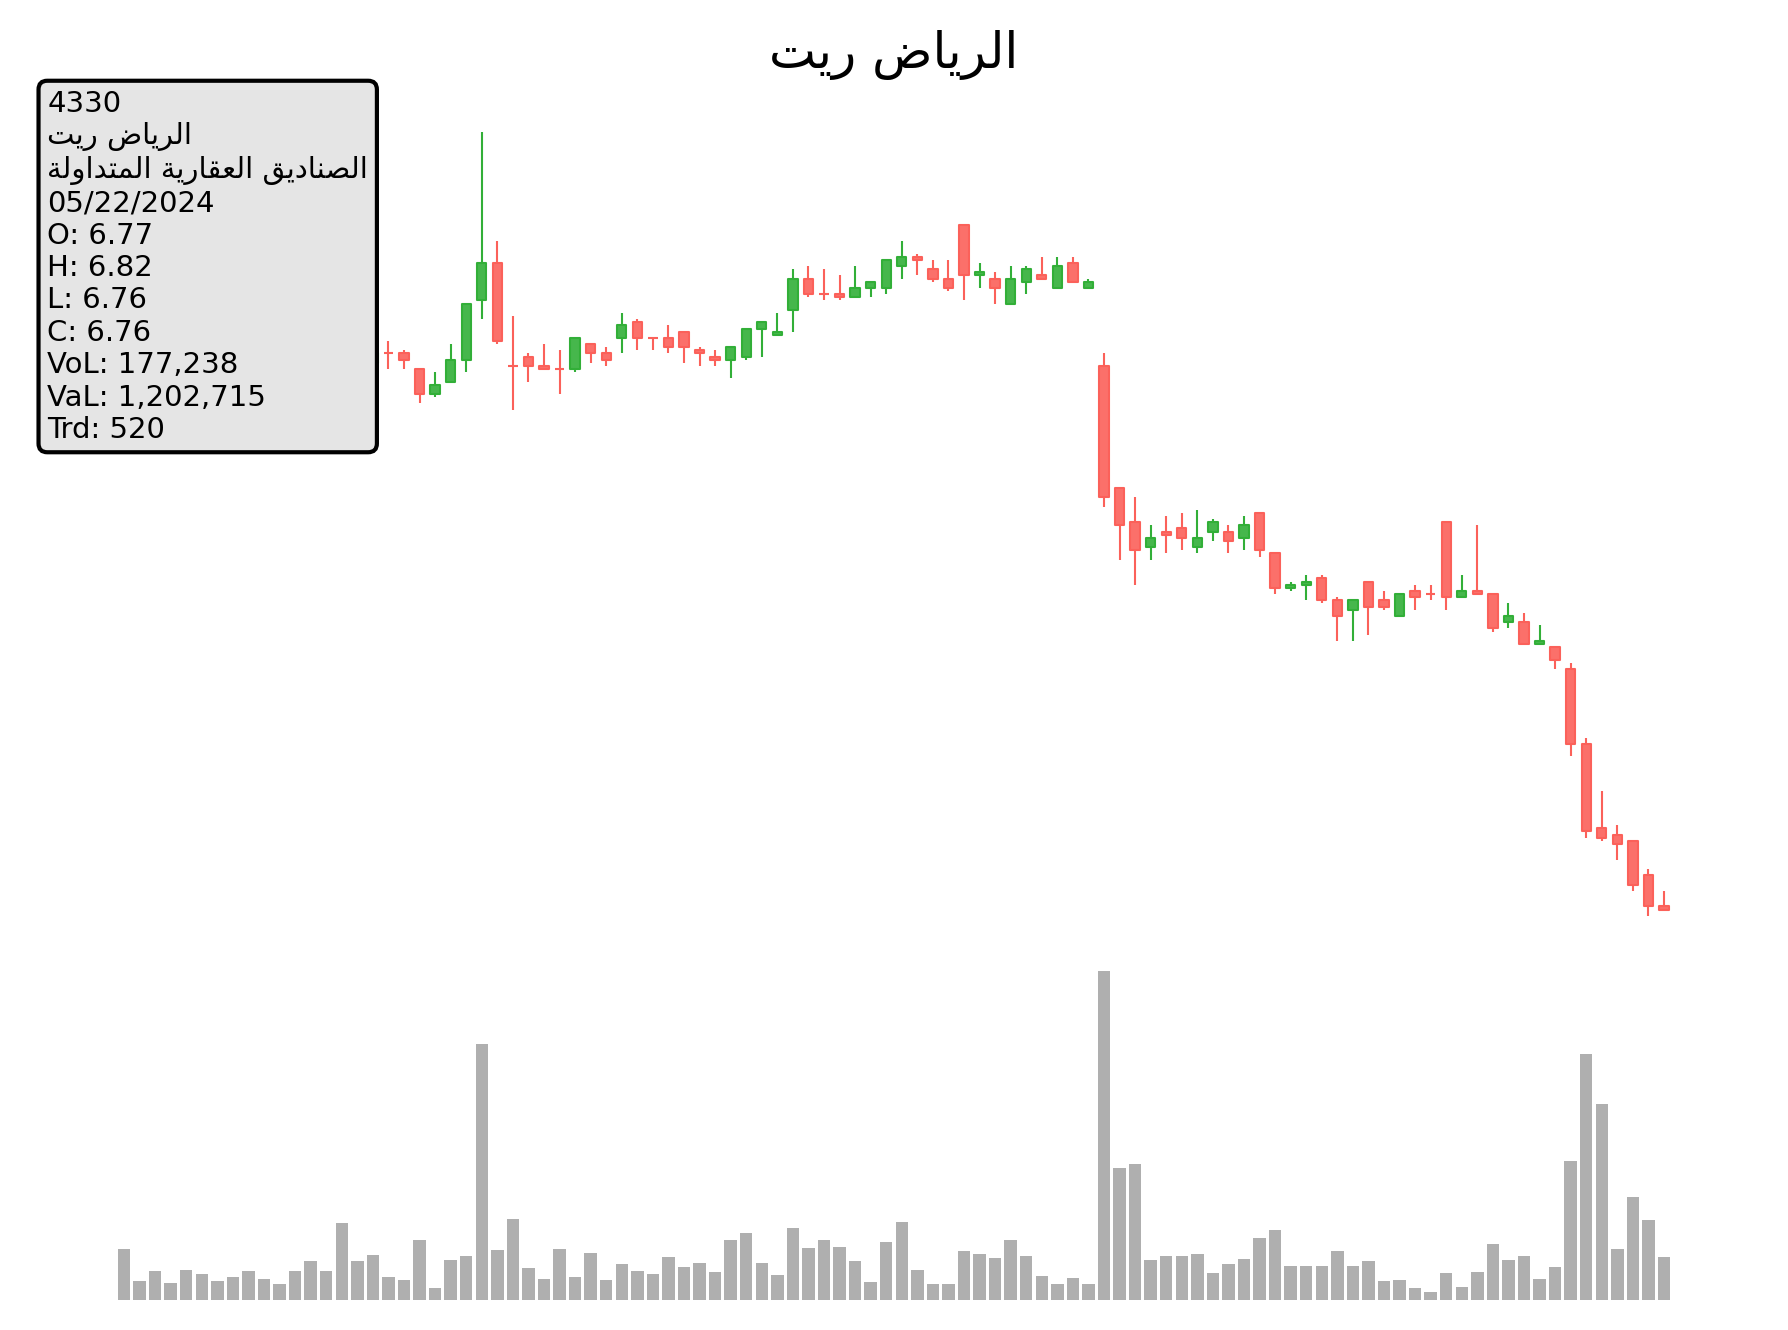 الرياض ريت
4330
الرياض ريت
الصناديق العقارية المتداولة
05/22/2024
O: 6.77
H: 6.82
L: 6.76
C: 6.76
VoL: 177,238
VaL: 1,202,715
Trd: 520